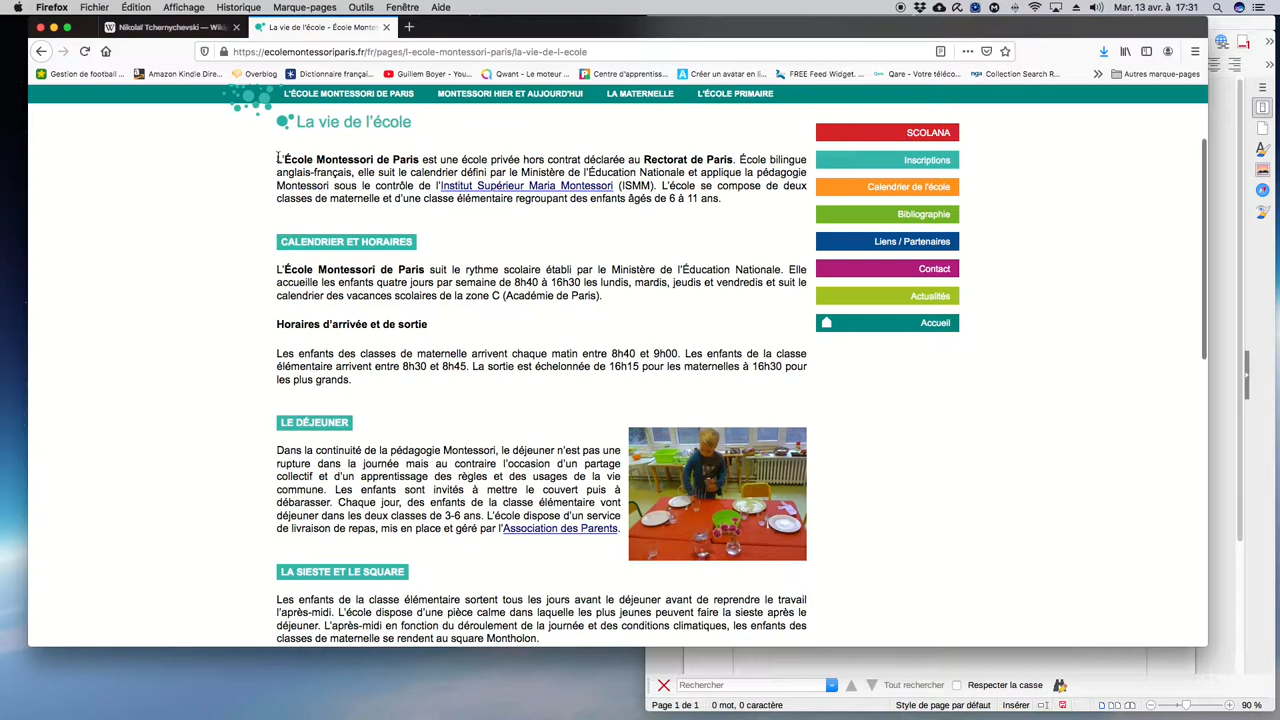 Firefox Fichier Édition Affichage Historique Marque-pages Outils Fenêtre Aide Mar. 13 avr. à 17:31
Nikolaï Tchernychevski — Wiki
La vie de l'école - École Monte
https://ecolemontessoriparis.fr/fr/pages/l-ecole-montessori-paris/la-vie-de-l-ecole
Gestion de football ... Amazon Kindle Dire... Overblog Dictionnaire françai... Guillem Boyer - You... Qwant - Le moteur ... Centre d'apprentiss... Créer un avatar en li... FREE Feed Widget. ... Qare - Votre téléco... Collection Search R... Autres marque-pages
L'ÉCOLE MONTESSORI DE PARIS MONTESSORI HIER ET AUJOURD'HUI LA MATERNELLE L'ÉCOLE PRIMAIRE
La vie de l'école
L'École Montessori de Paris est une école privée hors contrat déclarée au Rectorat de Paris. École bilingue
anglais-français, elle suit le calendrier défini par le Ministère de l'Éducation Nationale et applique la pédagogie
Montessori sous le contrôle de l'Institut Supérieur Maria Montessori (ISMM). L'école se compose de deux
classes de maternelle et d'une classe élémentaire regroupant des enfants âgés de 6 à 11 ans.
CALENDRIER ET HORAIRES
L'École Montessori de Paris suit le rythme scolaire établi par le Ministère de l'Éducation Nationale. Elle
accueille les enfants quatre jours par semaine de 8h40 à 16h30 les lundis, mardis, jeudis et vendredis et suit le
calendrier des vacances scolaires de la zone C (Académie de Paris).
Horaires d'arrivée et de sortie
Les enfants des classes de maternelle arrivent chaque matin entre 8h40 et 9h00. Les enfants de la classe
élémentaire arrivent entre 8h30 et 8h45. La sortie est échelonnée de 16h15 pour les maternelles à 16h30 pour
les plus grands.
LE DÉJEUNER
Dans la continuité de la pédagogie Montessori, le déjeuner n'est pas une
rupture dans la journée mais au contraire l'occasion d'un partage
collectif et d'un apprentissage des règles et des usages de la vie
commune. Les enfants sont invités à mettre le couvert puis à
débarasser. Chaque jour, des enfants de la classe élémentaire vont
déjeuner dans les deux classes de 3-6 ans. L'école dispose d'un service
de livraison de repas, mis en place et géré par l'Association des Parents.
LA SIESTE ET LE SQUARE
Les enfants de la classe élémentaire sortent tous les jours avant le déjeuner avant de reprendre le travail
l'après-midi. L'école dispose d'une pièce calme dans laquelle les plus jeunes peuvent faire la sieste après le
déjeuner. L'après-midi en fonction du déroulement de la journée et des conditions climatiques, les enfants des
classes de maternelle se rendent au square Montholon.
SCOLANA
Inscriptions
Calendrier de l'école
Bibliographie
Liens / Partenaires
Contact
Actualités
Accueil
Rechercher Tout rechercher Respecter la casse
Page 1 de 1 0 mot, 0 caractère Style de page par défaut Insérer 90 %